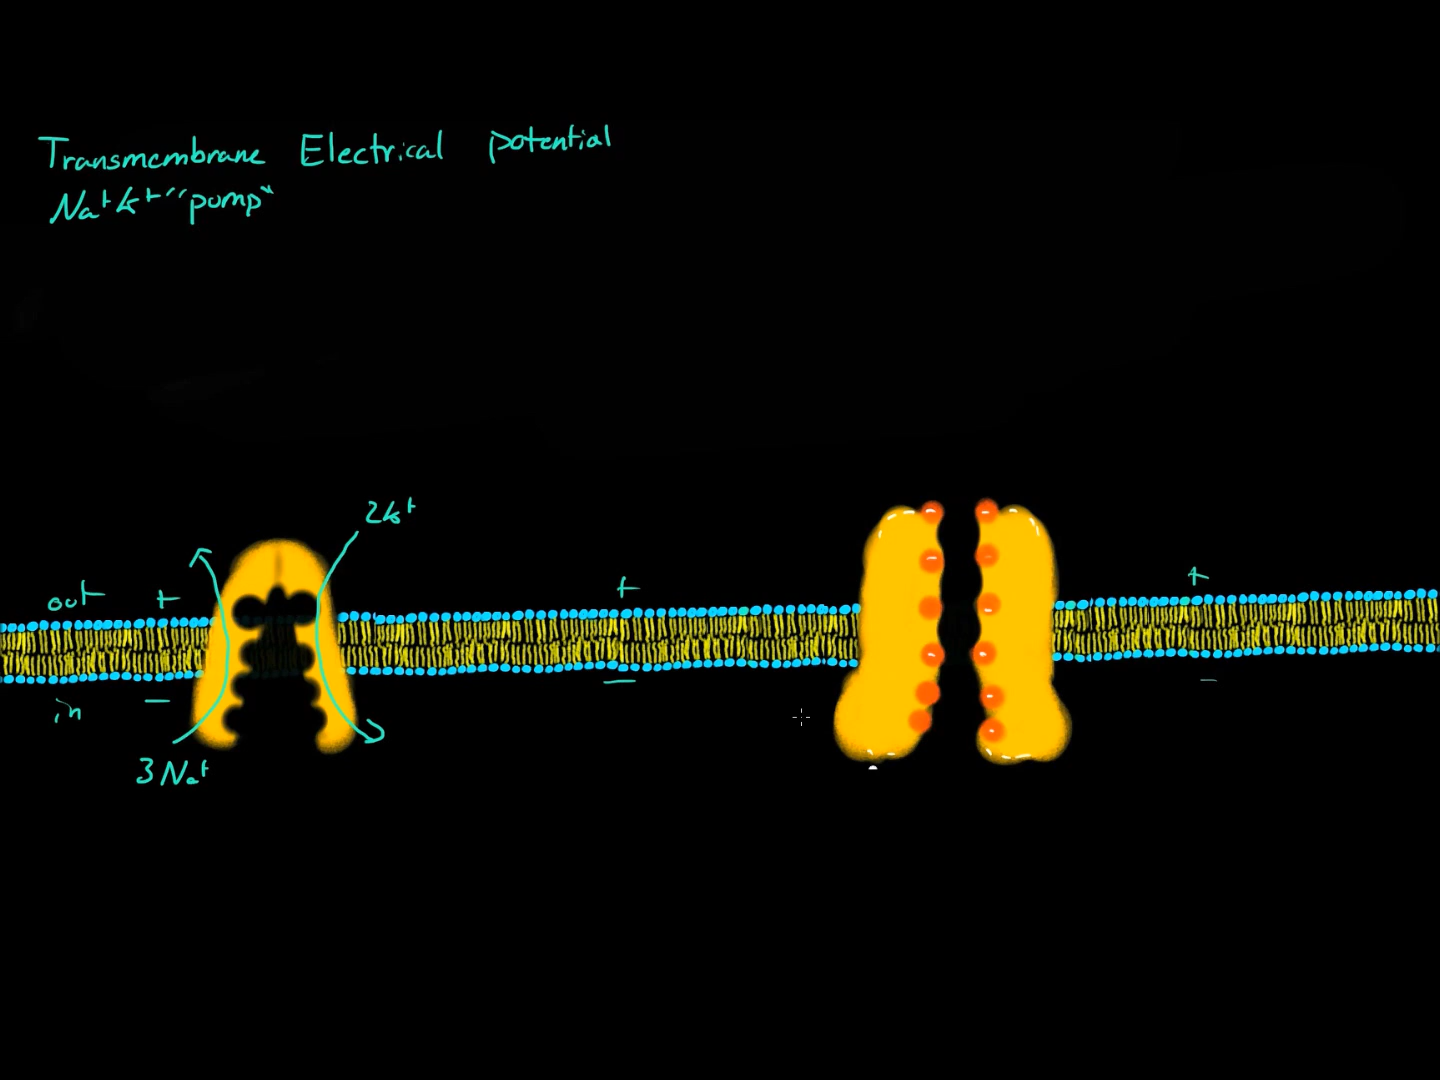 Transmembrane Electrical potential
Na⁺K⁺ "pump"
2K⁺
out + + +
in − − −
3Na⁺